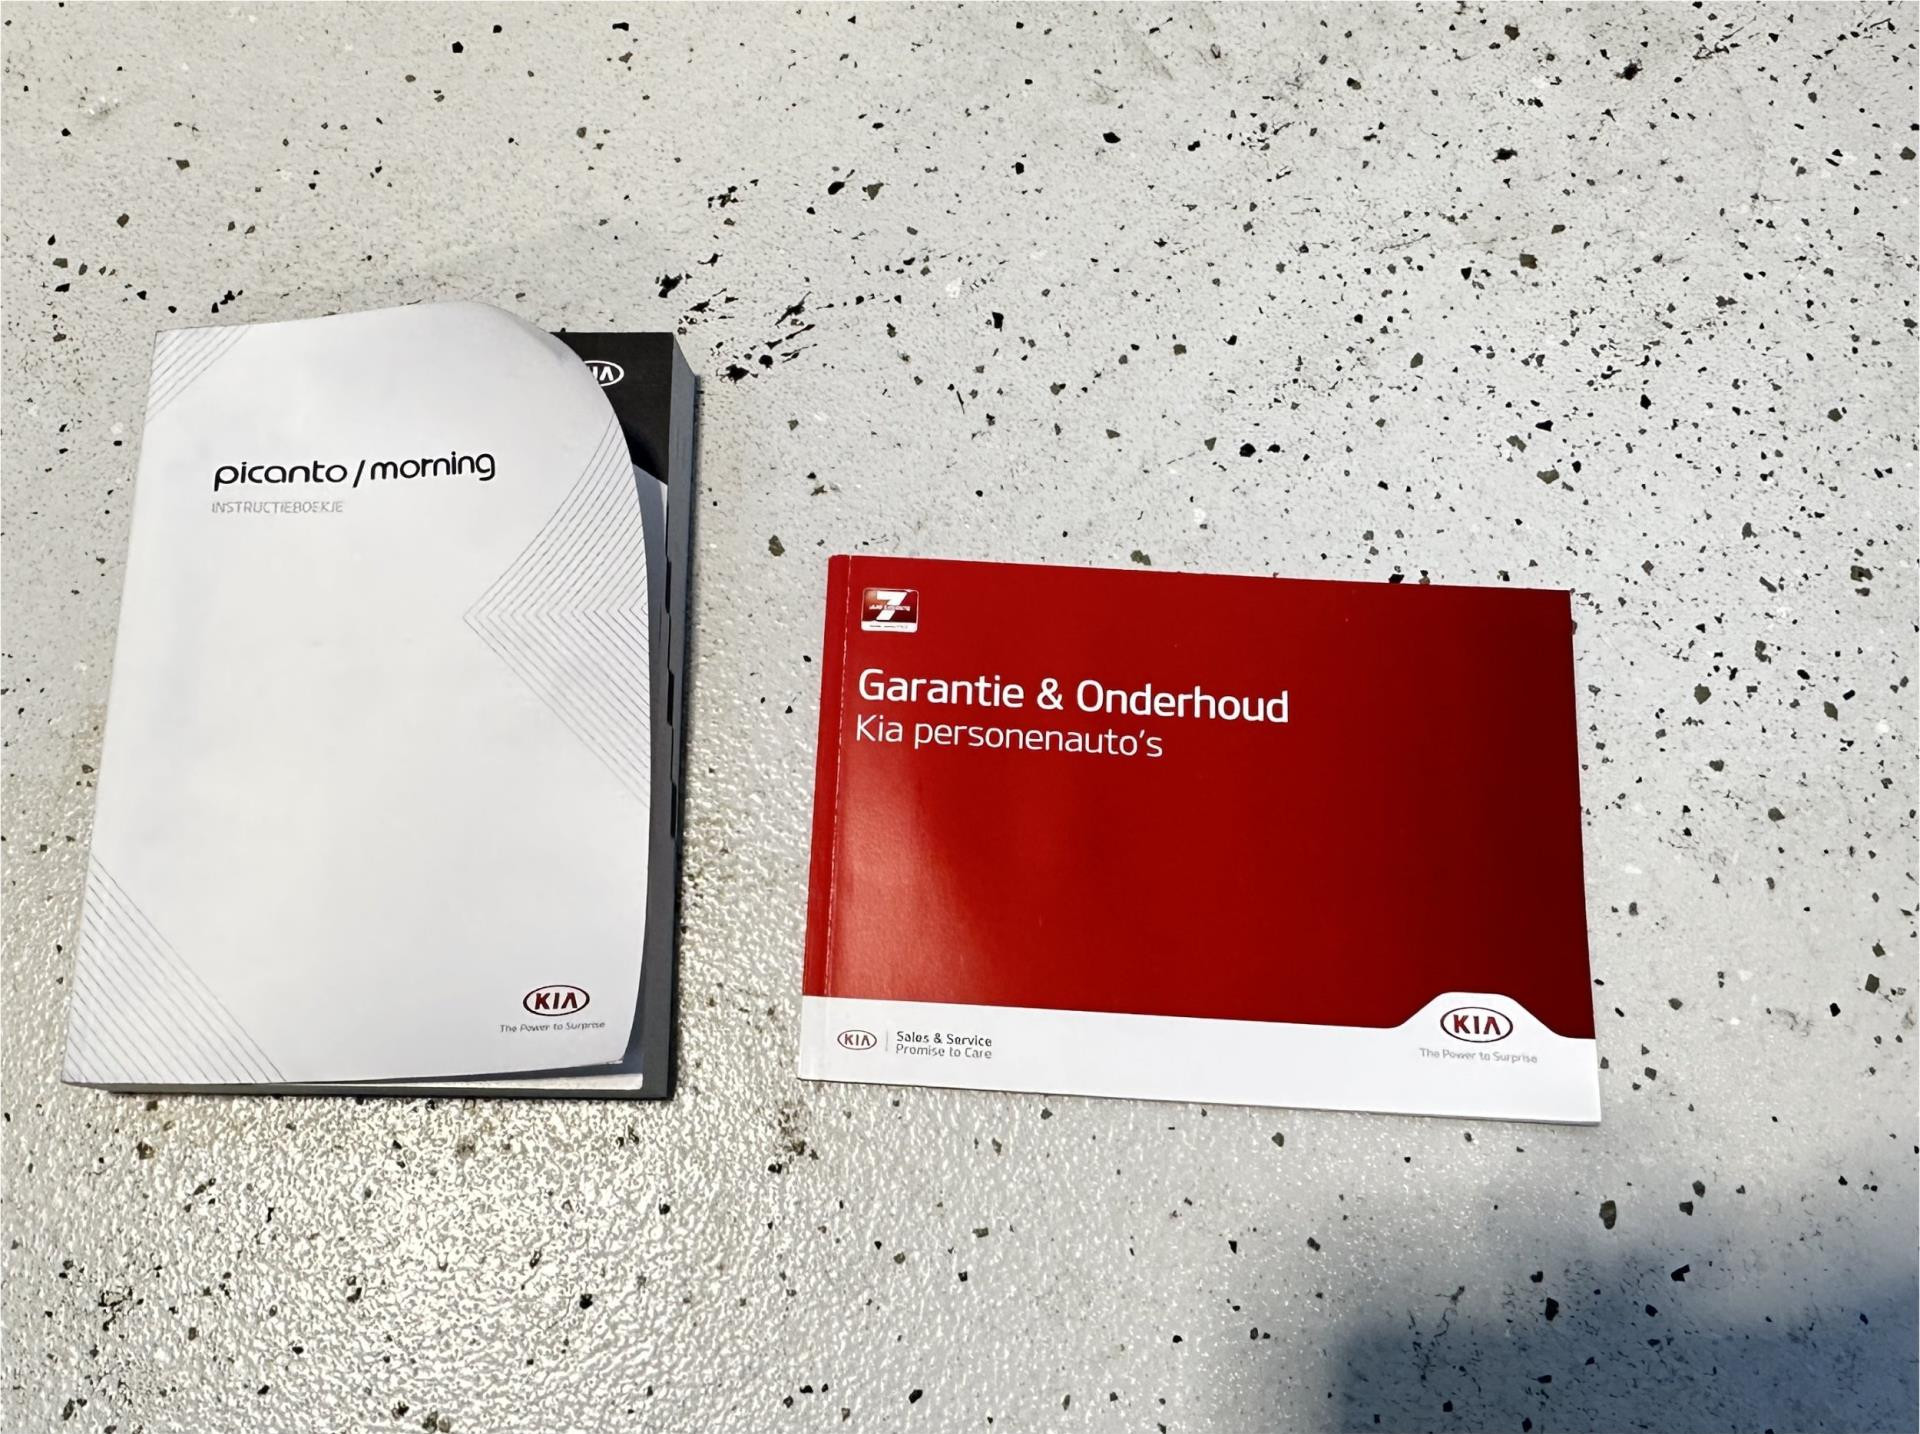 picanto / morning
INSTRUCTIEBOEKJE
KIA
The Power to Surprise
7
Garantie & Onderhoud
Kia personenauto's
KIA
Sales & Service
Promise to Care
KIA
The Power to Surprise